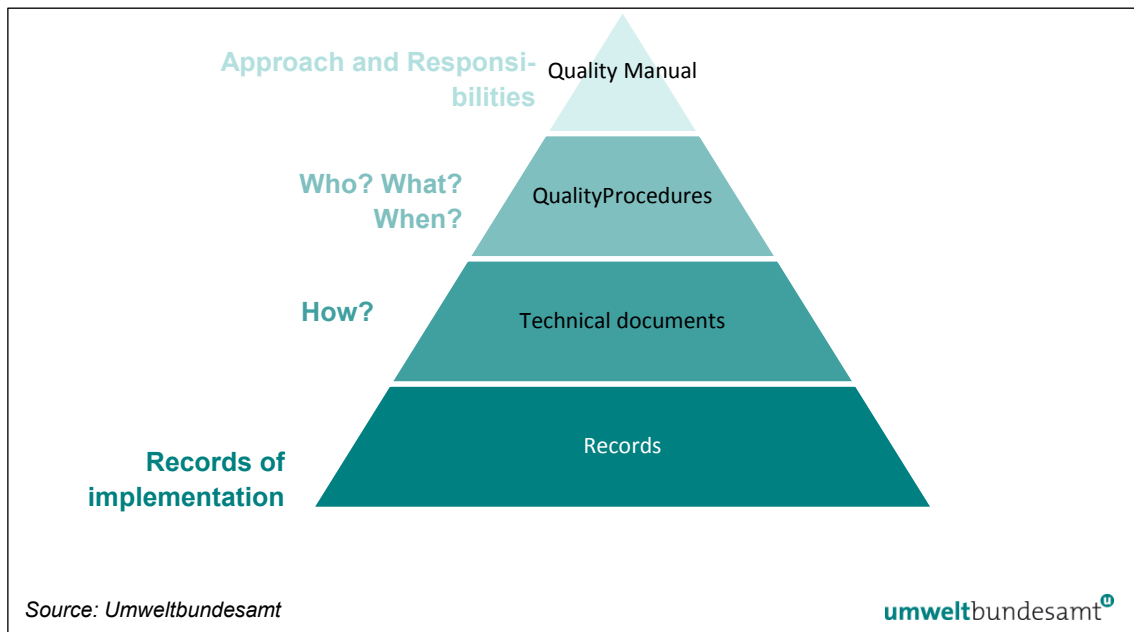 Approach and Responsi-
bilities
Quality Manual
Who? What?
When?
QualityProcedures
How?
Technical documents
Records of
implementation
Records
Source: Umweltbundesamt
umweltbundesamt u